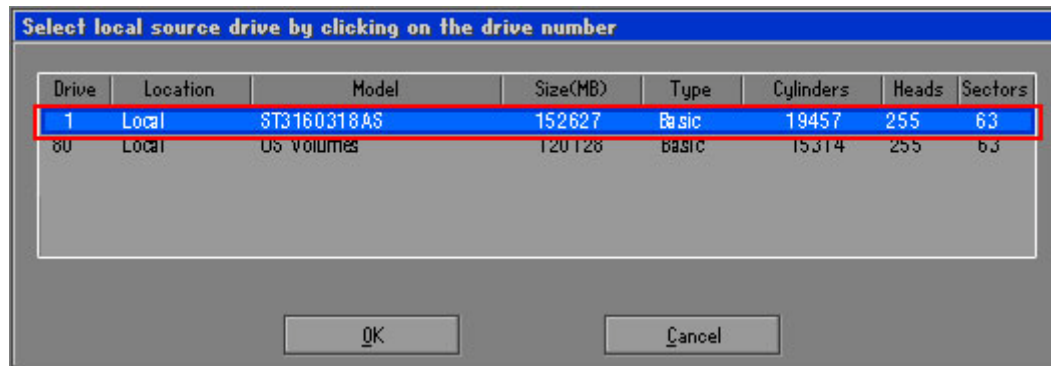 Select local source drive by clicking on the drive number
Drive Location Model Size(MB) Type Cylinders Heads Sectors
1 Local ST3160318AS 152627 Basic 19457 255 63
80 Local OS Volumes 120128 Basic 15314 255 63
OK Cancel